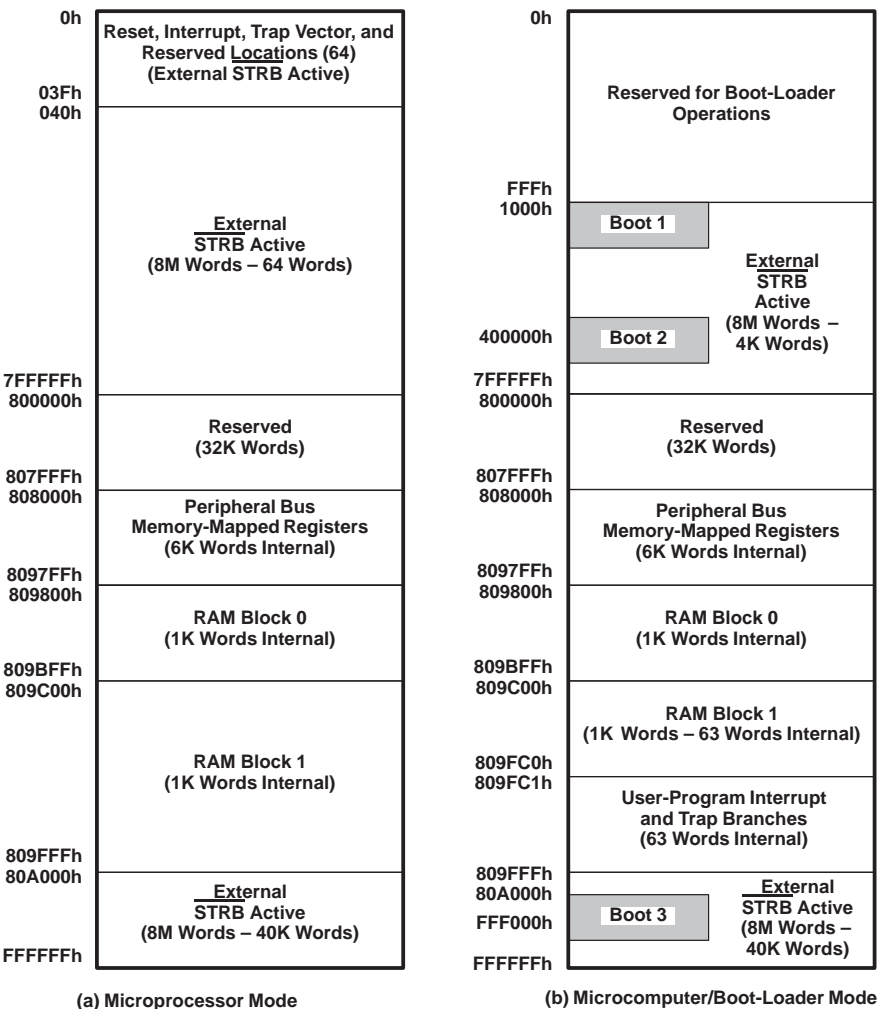 0h
Reset, Interrupt, Trap Vector, and
Reserved Locations (64)
(External STRB Active)
03Fh
040h
External
STRB Active
(8M Words – 64 Words)
7FFFFFh
800000h
Reserved
(32K Words)
807FFFh
808000h
Peripheral Bus
Memory-Mapped Registers
(6K Words Internal)
8097FFh
809800h
RAM Block 0
(1K Words Internal)
809BFFh
809C00h
RAM Block 1
(1K Words Internal)
809FFFh
80A000h
External
STRB Active
(8M Words – 40K Words)
FFFFFFh
(a) Microprocessor Mode
0h
Reserved for Boot-Loader
Operations
FFFh
1000h
Boot 1
External
STRB
Active
(8M Words –
4K Words)
400000h
Boot 2
7FFFFFh
800000h
Reserved
(32K Words)
807FFFh
808000h
Peripheral Bus
Memory-Mapped Registers
(6K Words Internal)
8097FFh
809800h
RAM Block 0
(1K Words Internal)
809BFFh
809C00h
RAM Block 1
(1K Words – 63 Words Internal)
809FC0h
809FC1h
User-Program Interrupt
and Trap Branches
(63 Words Internal)
809FFFh
80A000h
Boot 3
FFF000h
External
STRB Active
(8M Words –
40K Words)
FFFFFFh
(b) Microcomputer/Boot-Loader Mode